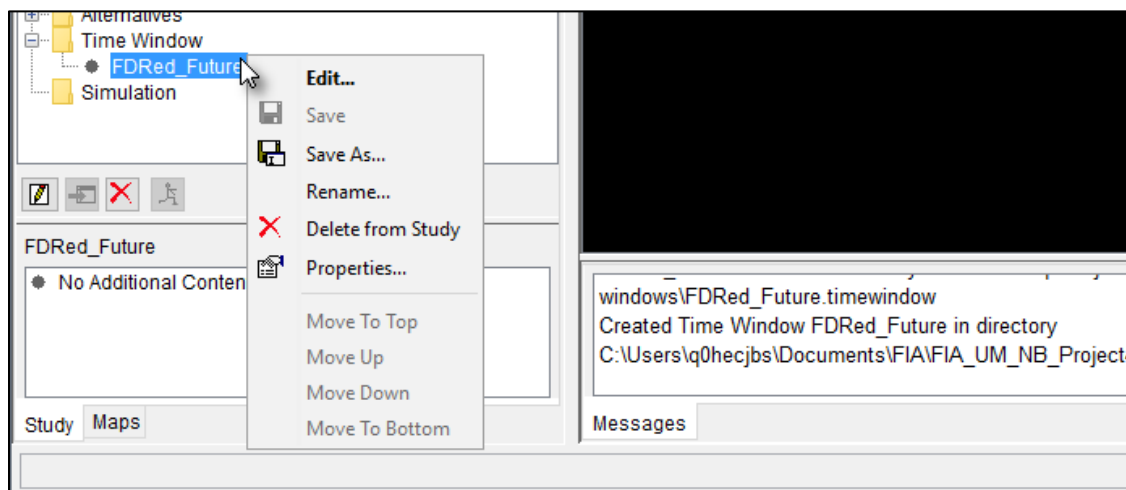 Alternatives
Time Window
FDRed_Future
Simulation
Edit...
Save
Save As...
Rename...
Delete from Study
Properties...
Move To Top
Move Up
Move Down
Move To Bottom
FDRed_Future
No Additional Conten
Study
Maps
windows\FDRed_Future.timewindow
Created Time Window FDRed_Future in directory
C:\Users\q0hecjbs\Documents\FIA\FIA_UM_NB_Project
Messages